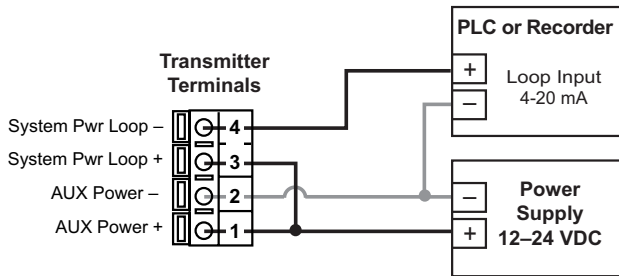 PLC or Recorder
+
Loop Input
4-20 mA
–
Transmitter
Terminals
System Pwr Loop –
4
System Pwr Loop +
3
AUX Power –
2
AUX Power +
1
–
Power
Supply
+
12–24 VDC